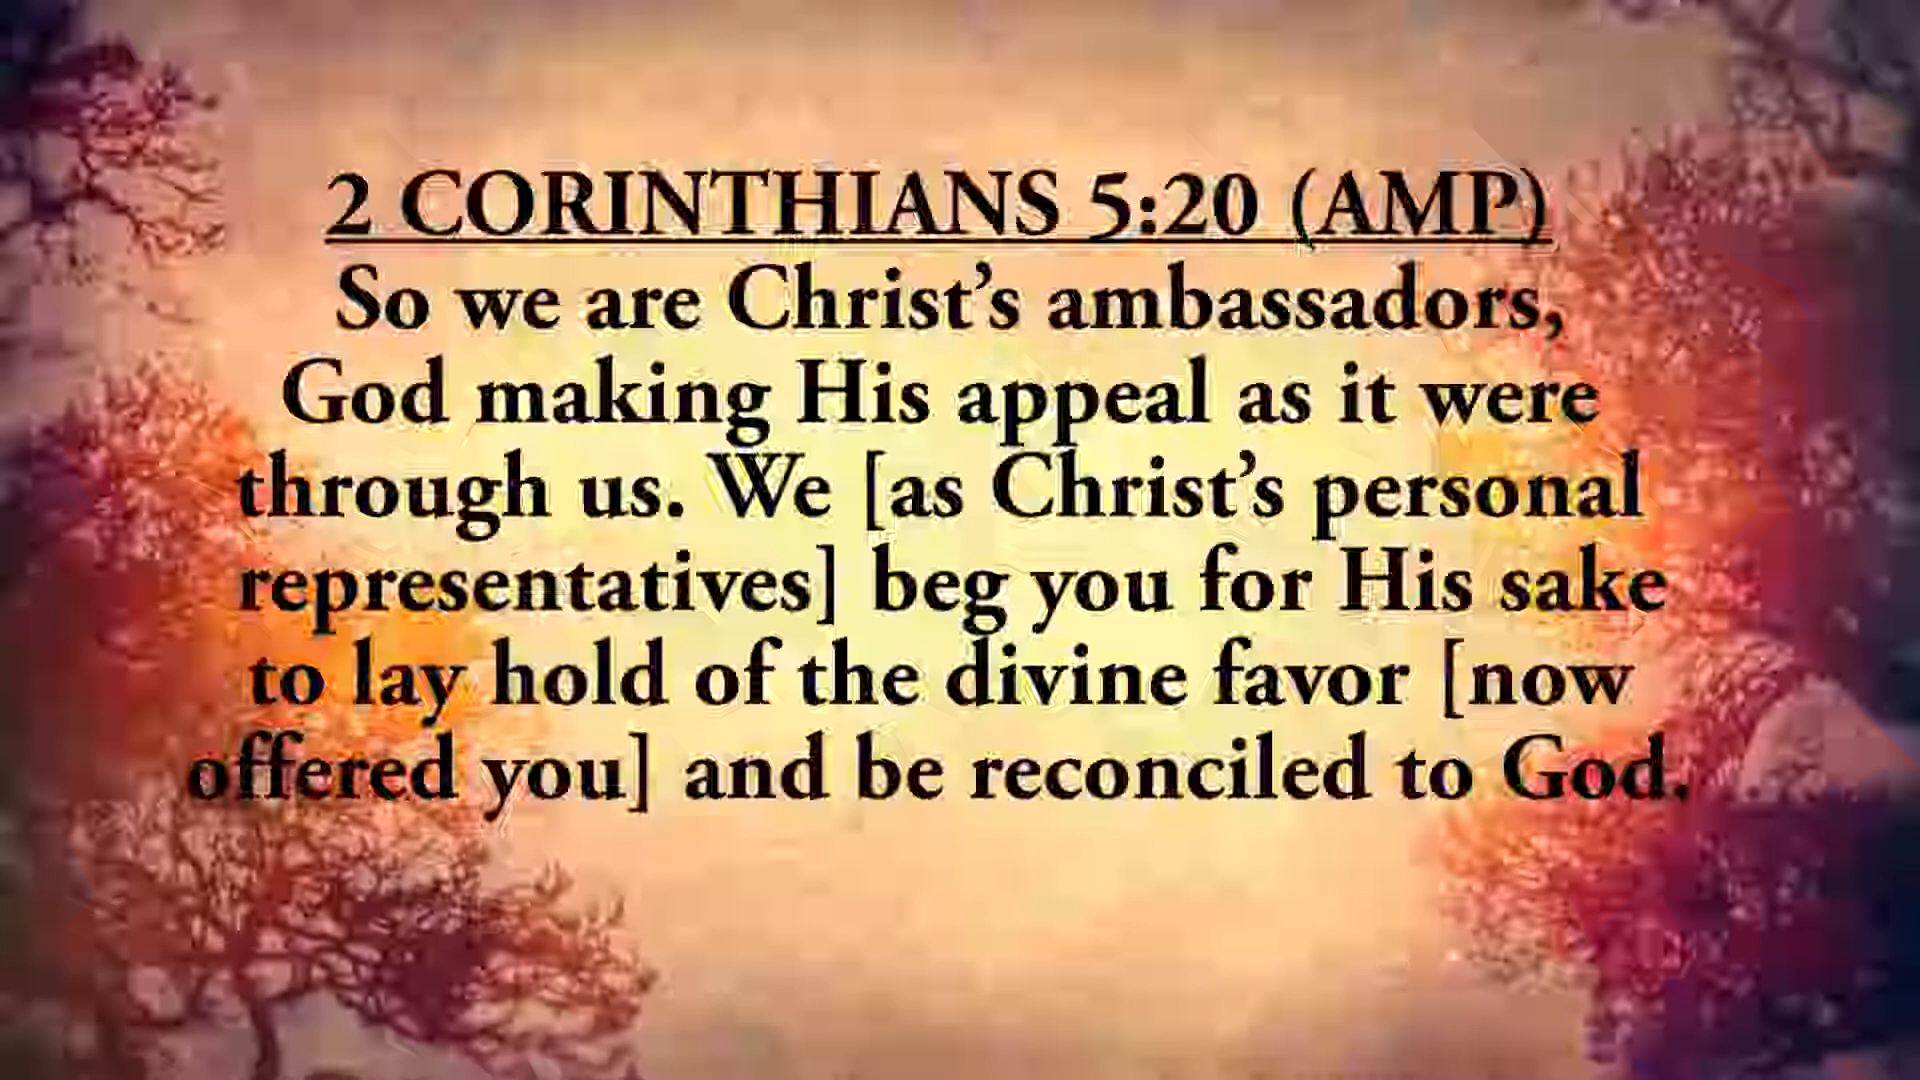 2 CORINTHIANS 5:20 (AMP)
So we are Christ’s ambassadors,
God making His appeal as it were
through us. We [as Christ’s personal
representatives] beg you for His sake
to lay hold of the divine favor [now
offered you] and be reconciled to God.